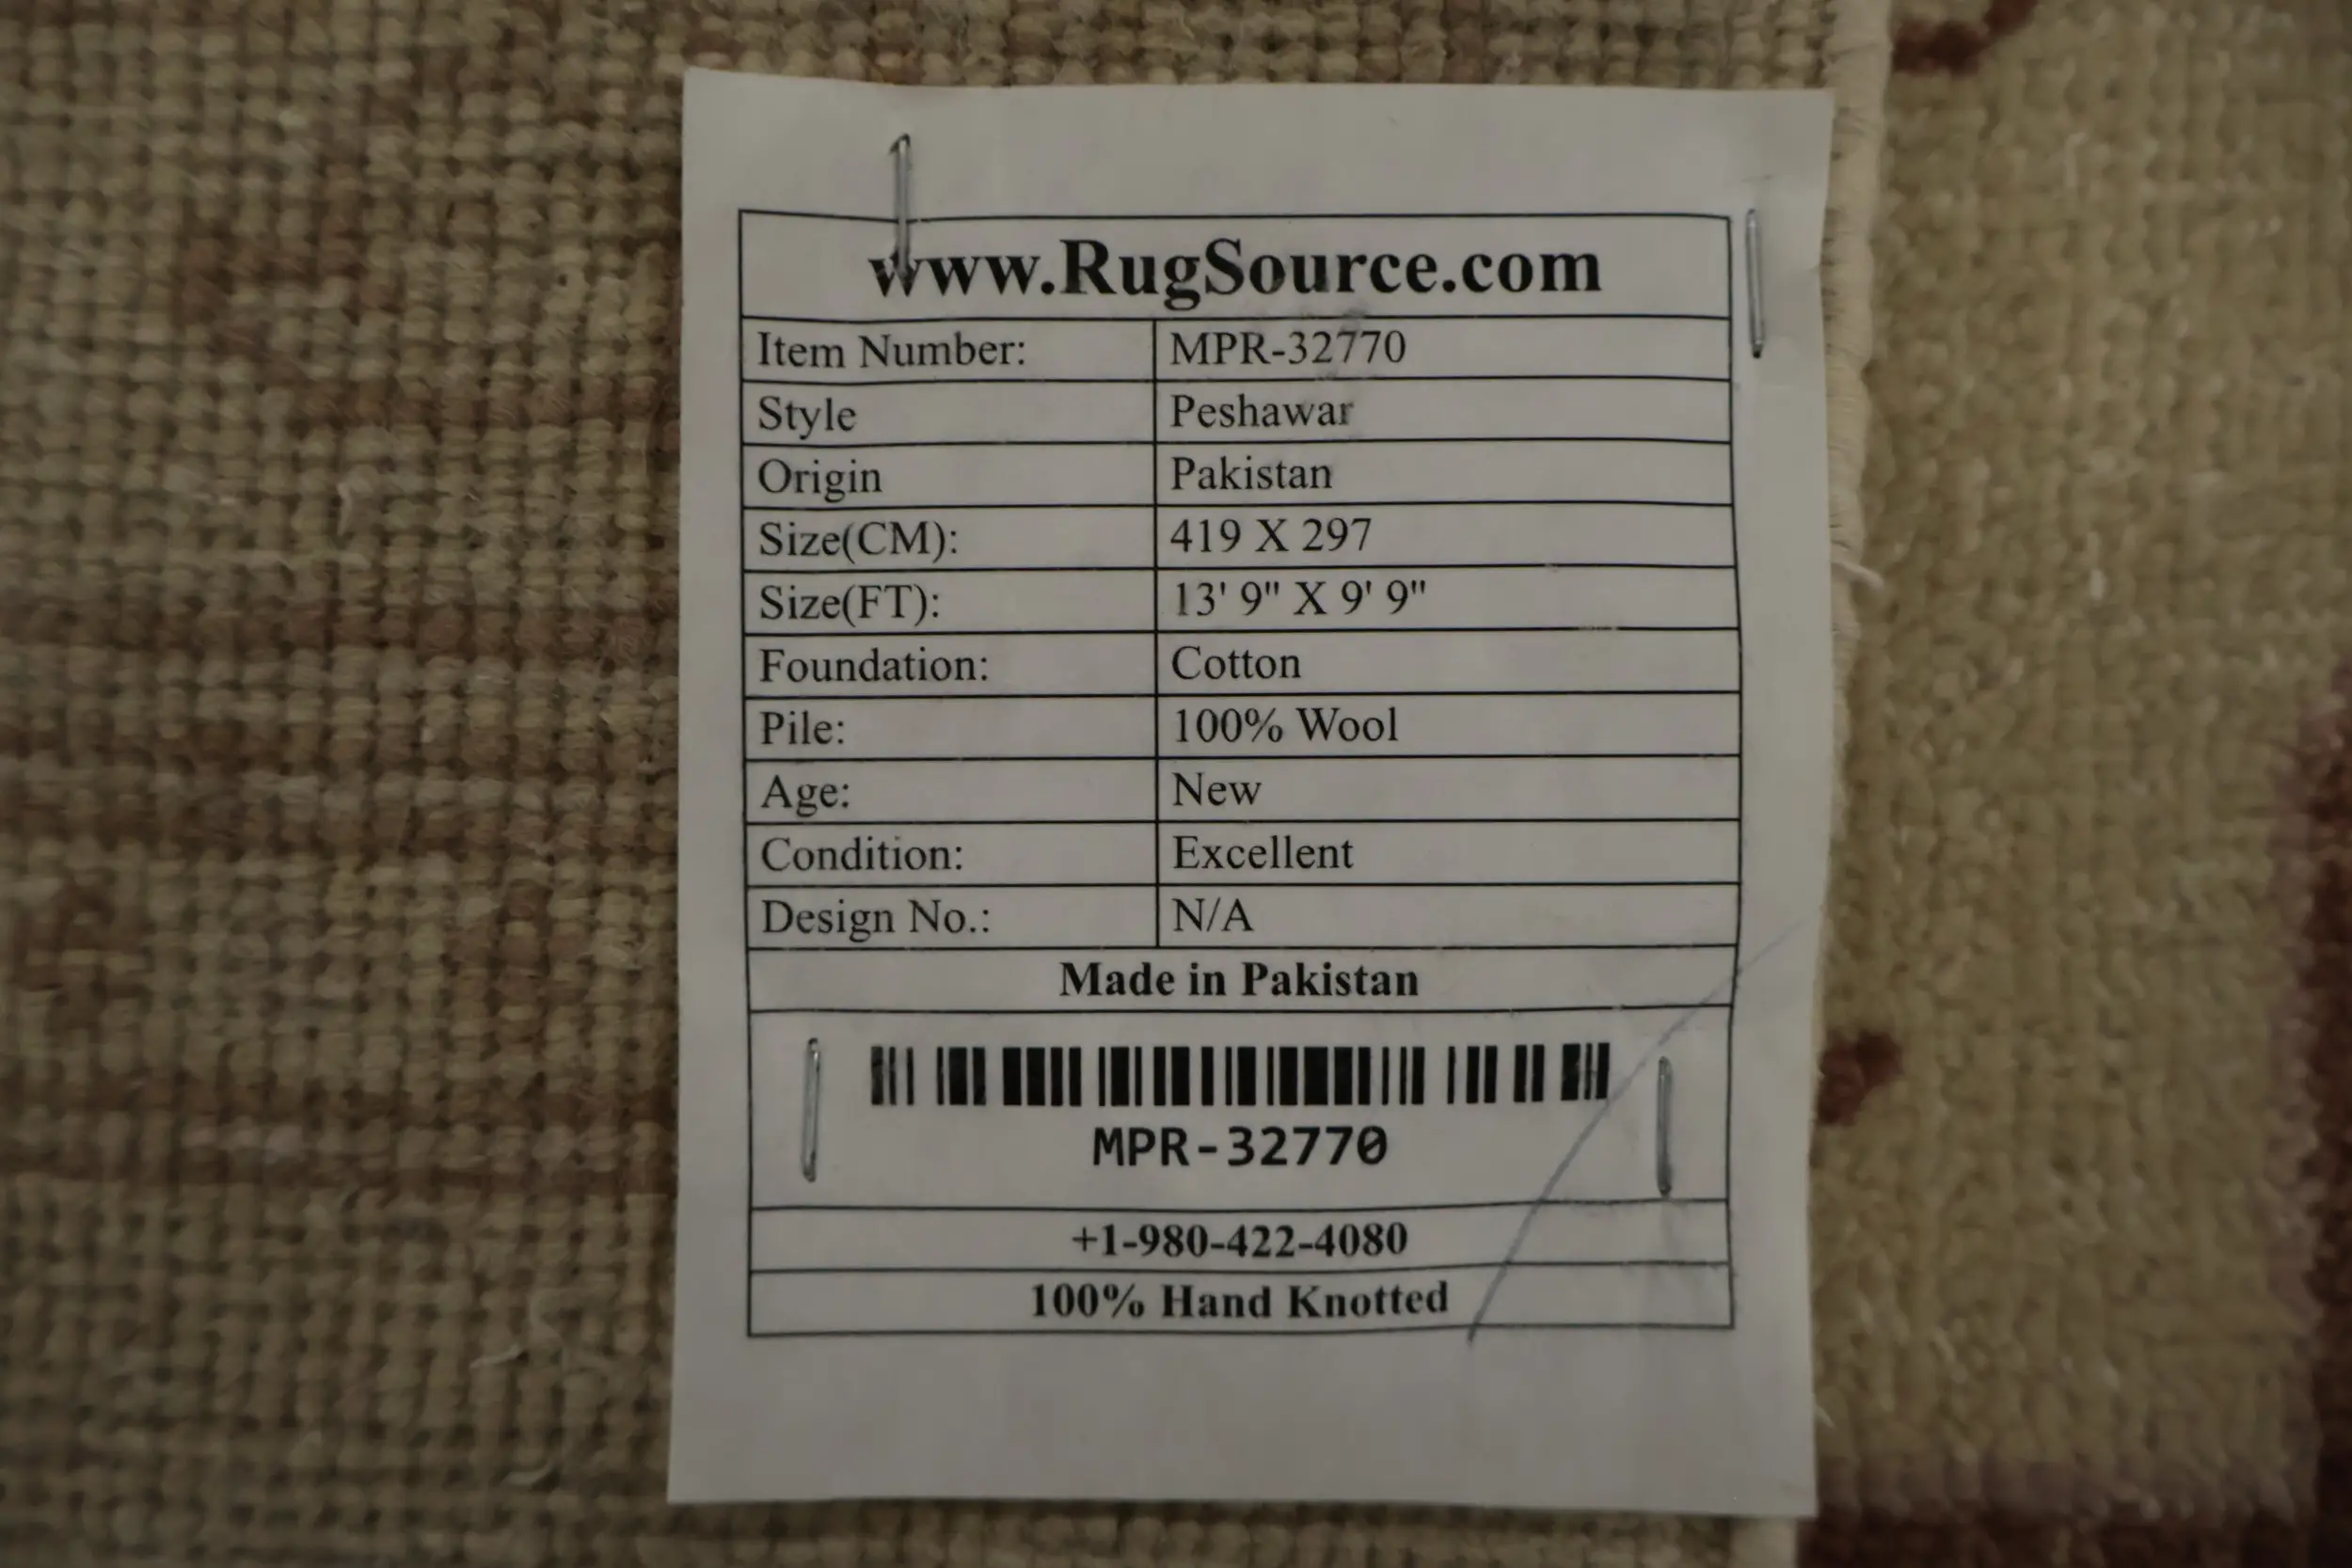 www.RugSource.com
Item Number: MPR-32770
Style Peshawar
Origin Pakistan
Size(CM): 419 X 297
Size(FT): 13' 9" X 9' 9"
Foundation: Cotton
Pile: 100% Wool
Age: New
Condition: Excellent
Design No.: N/A
Made in Pakistan
MPR-32770
+1-980-422-4080
100% Hand Knotted